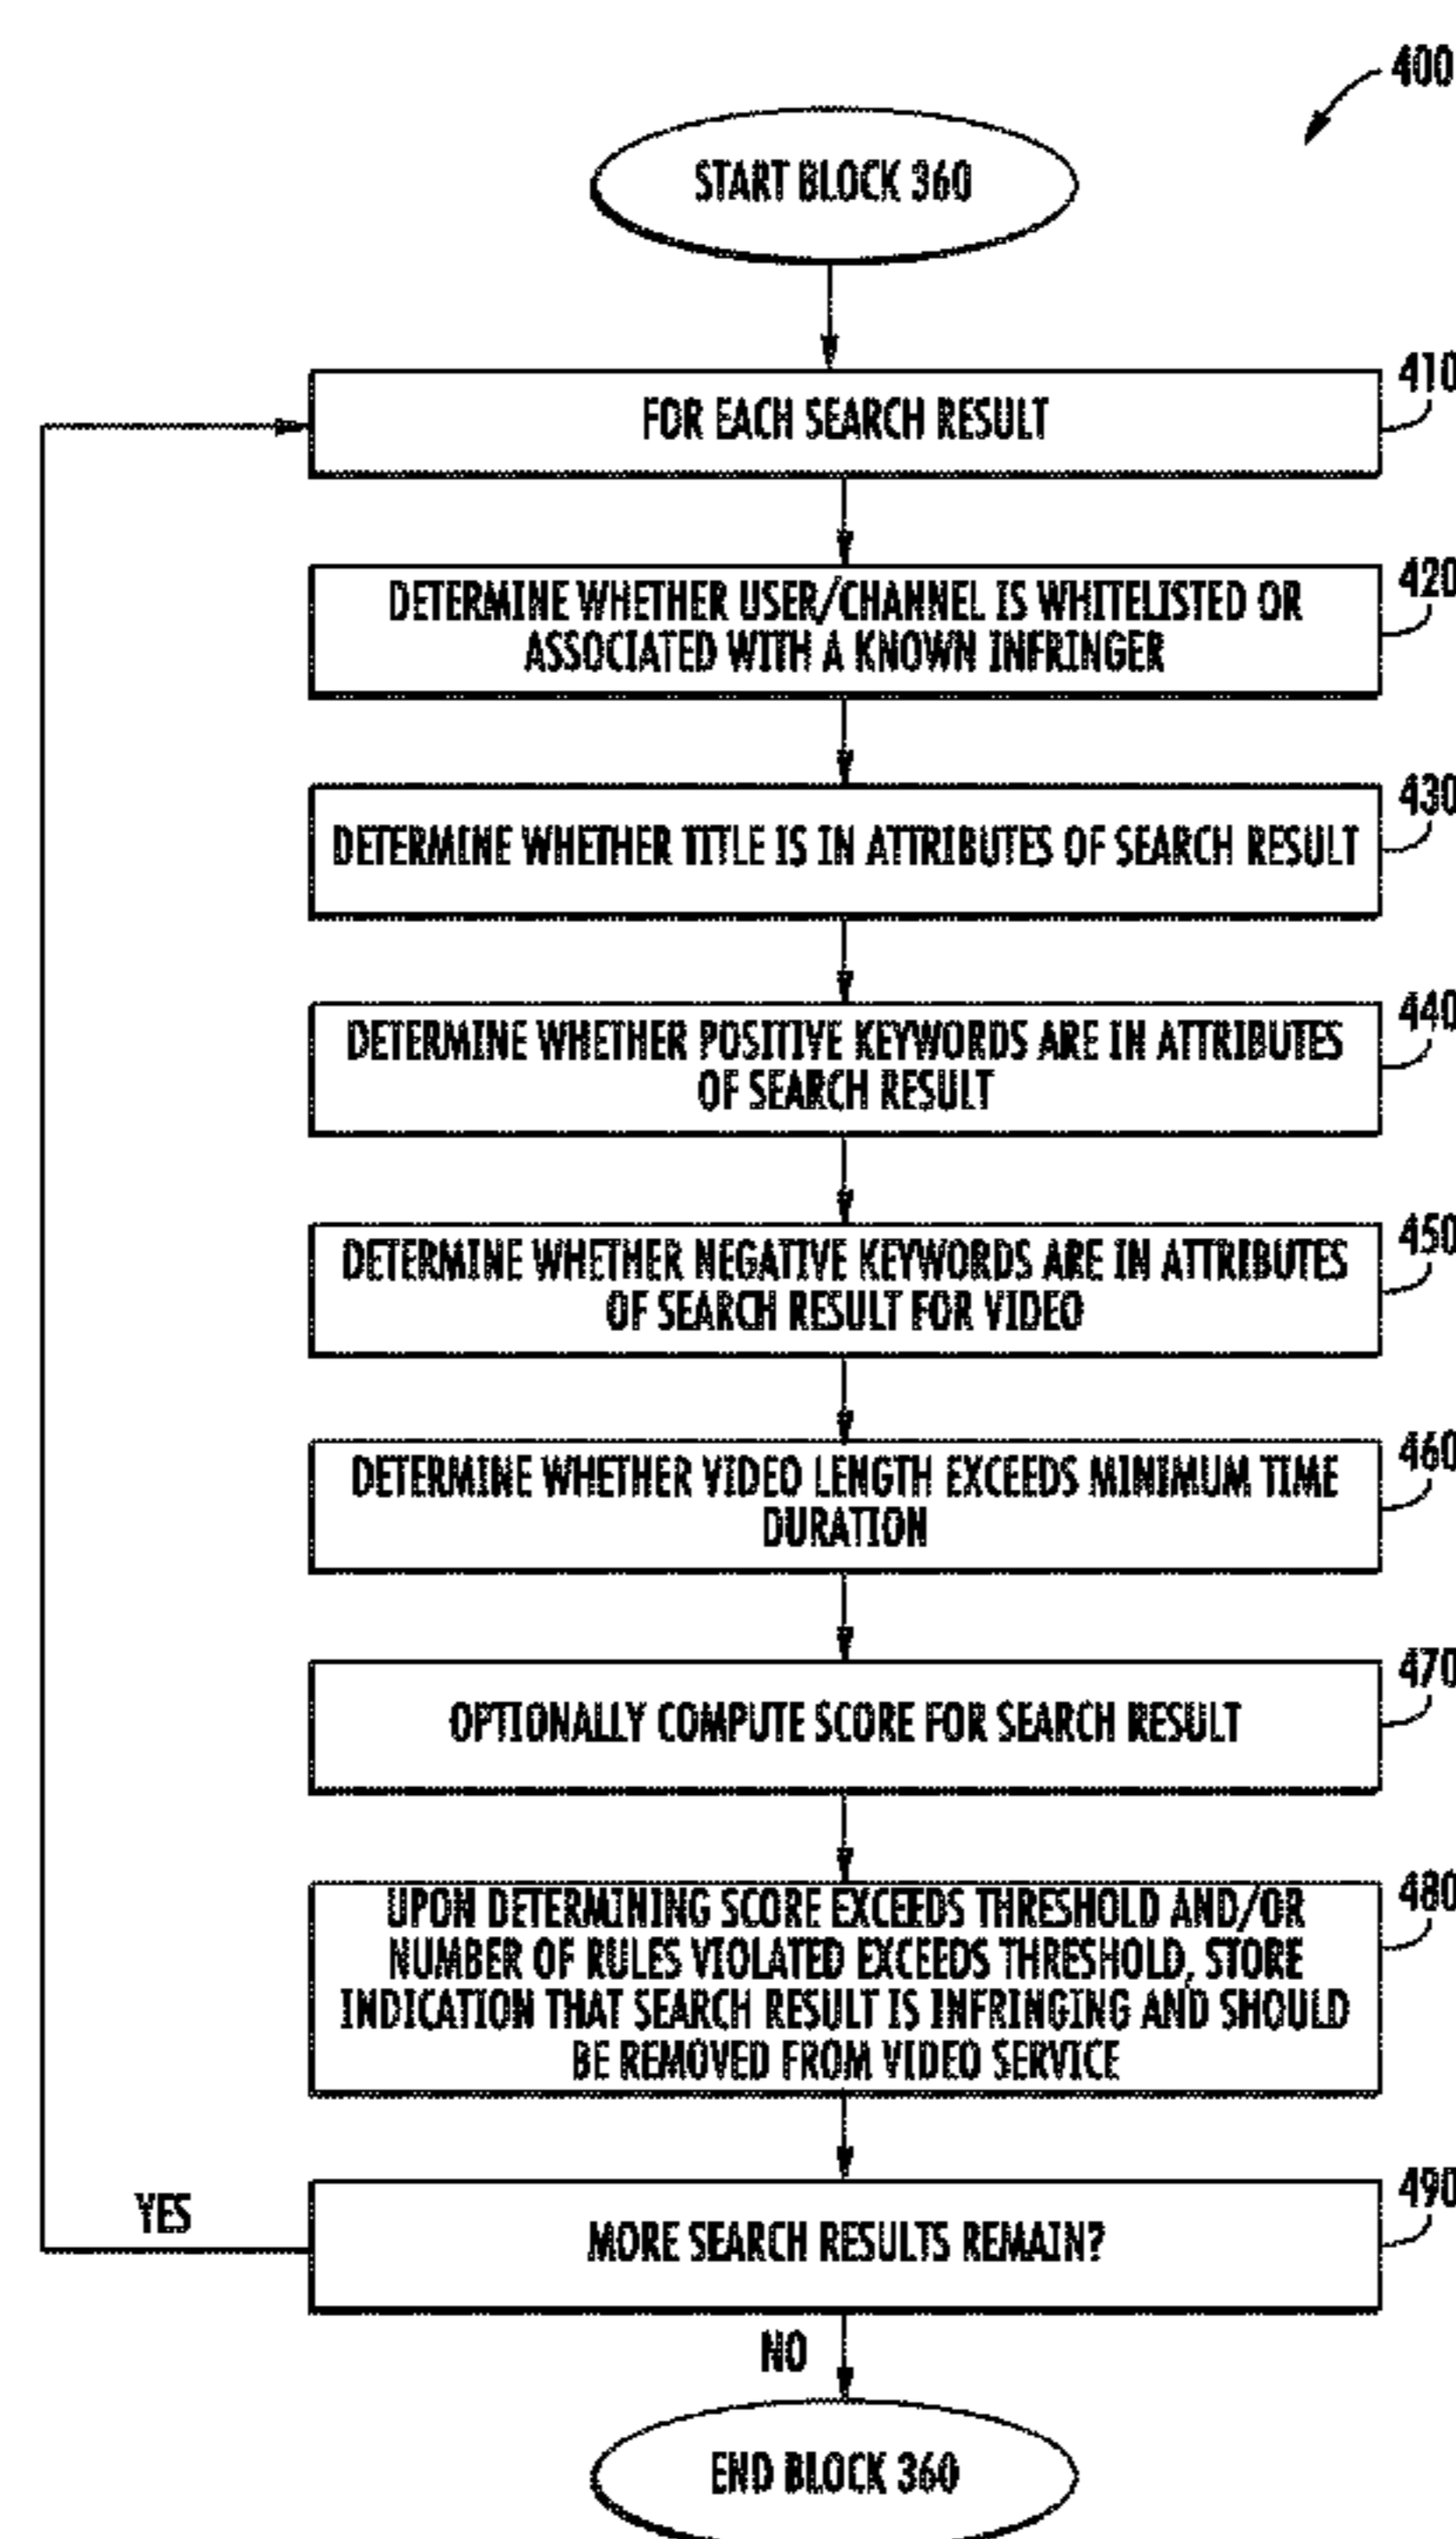 400
START BLOCK 360
410
FOR EACH SEARCH RESULT
420
DETERMINE WHETHER USER/CHANNEL IS WHITELISTED OR
ASSOCIATED WITH A KNOWN INFRINGER
430
DETERMINE WHETHER TITLE IS IN ATTRIBUTES OF SEARCH RESULT
440
DETERMINE WHETHER POSITIVE KEYWORDS ARE IN ATTRIBUTES
OF SEARCH RESULT
450
DETERMINE WHETHER NEGATIVE KEYWORDS ARE IN ATTRIBUTES
OF SEARCH RESULT FOR VIDEO
460
DETERMINE WHETHER VIDEO LENGTH EXCEEDS MINIMUM TIME
DURATION
470
OPTIONALLY COMPUTE SCORE FOR SEARCH RESULT
480
UPON DETERMINING SCORE EXCEEDS THRESHOLD AND/OR
NUMBER OF RULES VIOLATED EXCEEDS THRESHOLD, STORE
INDICATION THAT SEARCH RESULT IS INFRINGING AND SHOULD
BE REMOVED FROM VIDEO SERVICE
490
YES
MORE SEARCH RESULTS REMAIN?
NO
END BLOCK 360